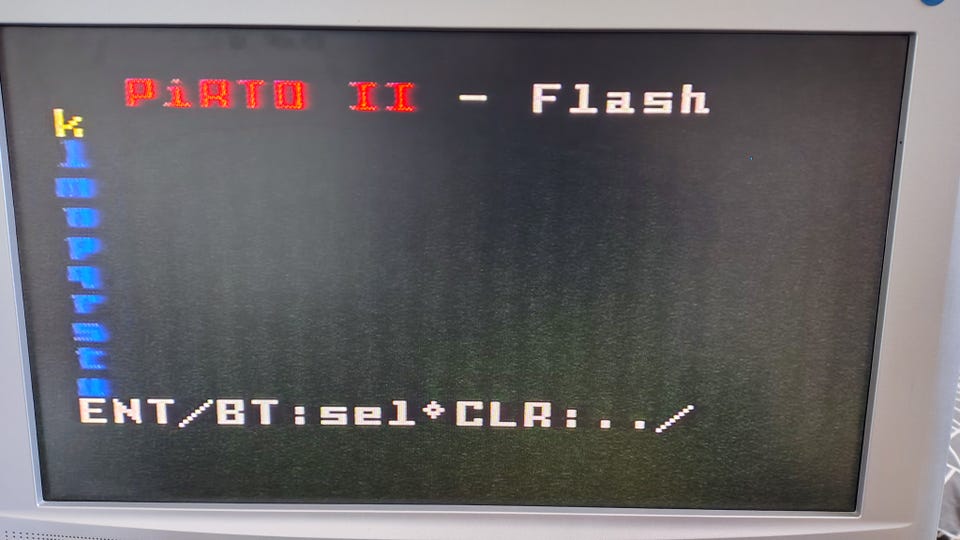 PiRTO II - Flash
k
l
m
o
p
q
r
s
t
u
ENT/BT:sel⌖CLR:../